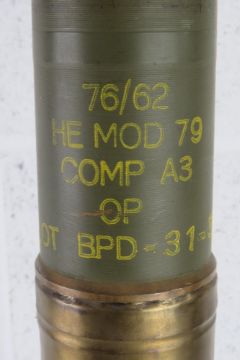 76/62
HE MOD 79
COMP A3
OP
OT BPD-31-